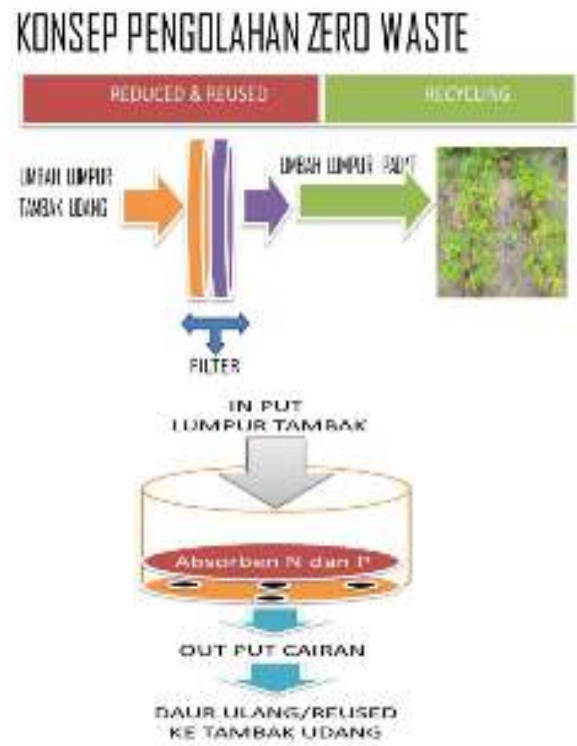 KONSEP PENGOLAHAN ZERO WASTE
REDUCED & REUSED
RECYCLING
LIMBAH LUMPUR
TAMBAK UDANG
LIMBAH LUMPUR PADAT
FILTER
IN PUT
LUMPUR TAMBAK
Absorben N dan P
OUT PUT CAIRAN
DAUR ULANG/REUSED
KE TAMBAK UDANG